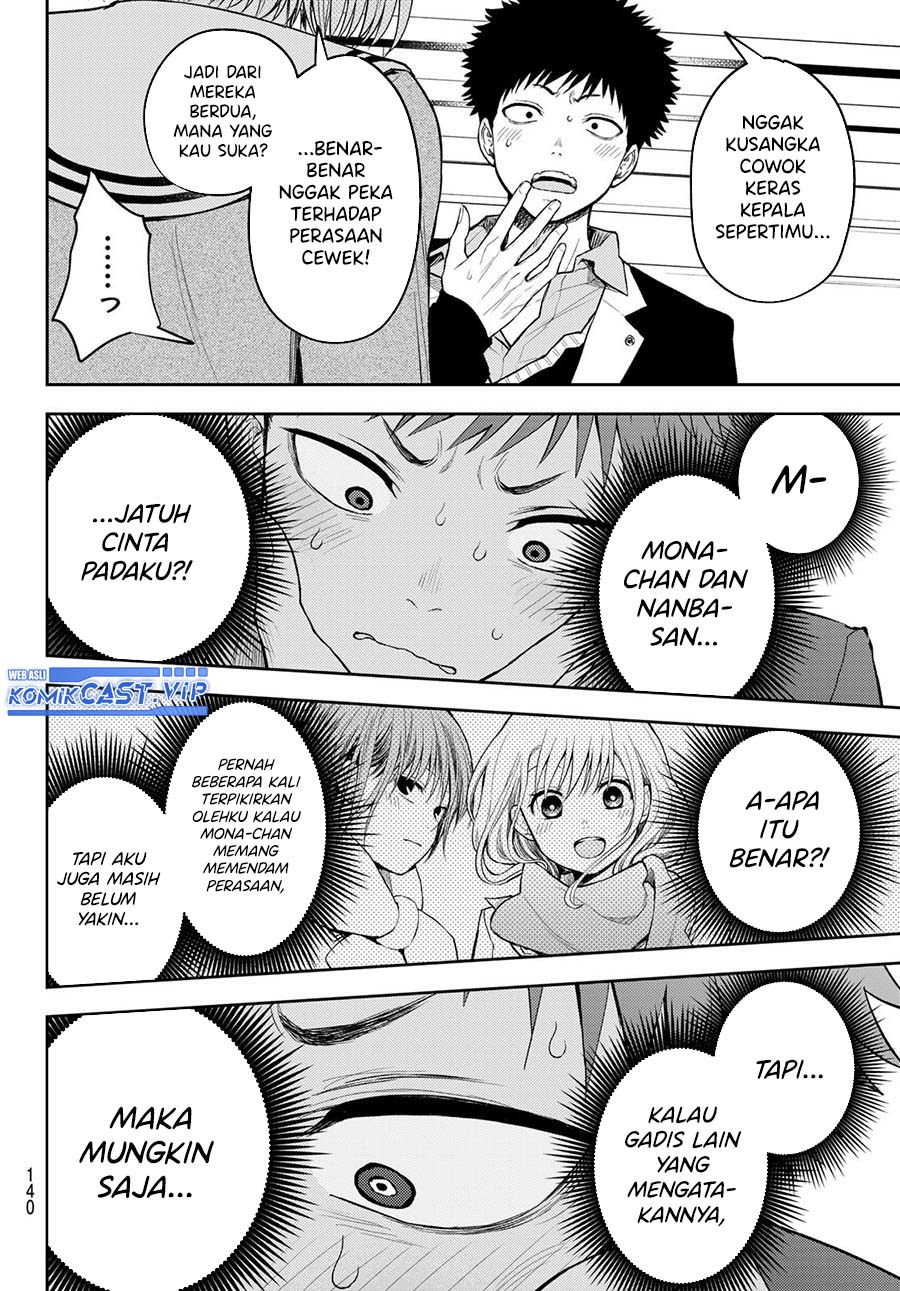 NGGAK
KUSANGKA
COWOK
KERAS
KEPALA
SEPERTIMU...
...BENAR-
BENAR
NGGAK PEKA
TERHADAP
PERASAAN
CEWEK!
JADI DARI
MEREKA
BERDUA,
MANA YANG
KAU SUKA?
……っ
M-
MONA-
CHAN DAN
NANBA-
SAN...
...JATUH
CINTA
PADAKU?!
WEB ASLI
KOMIKCAST.VIP
A-APA
ITU
BENAR?!
PERNAH
BEBERAPA KALI
TERPIKIRKAN
OLEHKU KALAU
MONA-CHAN
MEMANG
MEMENDAM
PERASAAN,
TAPI AKU
JUGA MASIH
BELUM
YAKIN...
TAPI...
KALAU
GADIS LAIN
YANG
MENGATA-
KANNYA,
MAKA
MUNGKIN
SAJA...
140